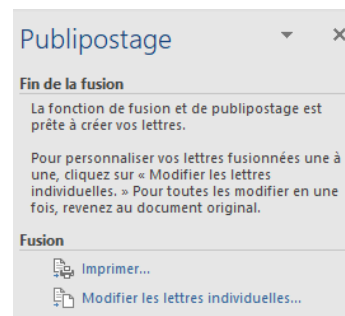 Publipostage
Fin de la fusion
La fonction de fusion et de publipostage est
prête à créer vos lettres.
Pour personnaliser vos lettres fusionnées une à
une, cliquez sur « Modifier les lettres
individuelles. » Pour toutes les modifier en une
fois, revenez au document original.
Fusion
Imprimer...
Modifier les lettres individuelles...